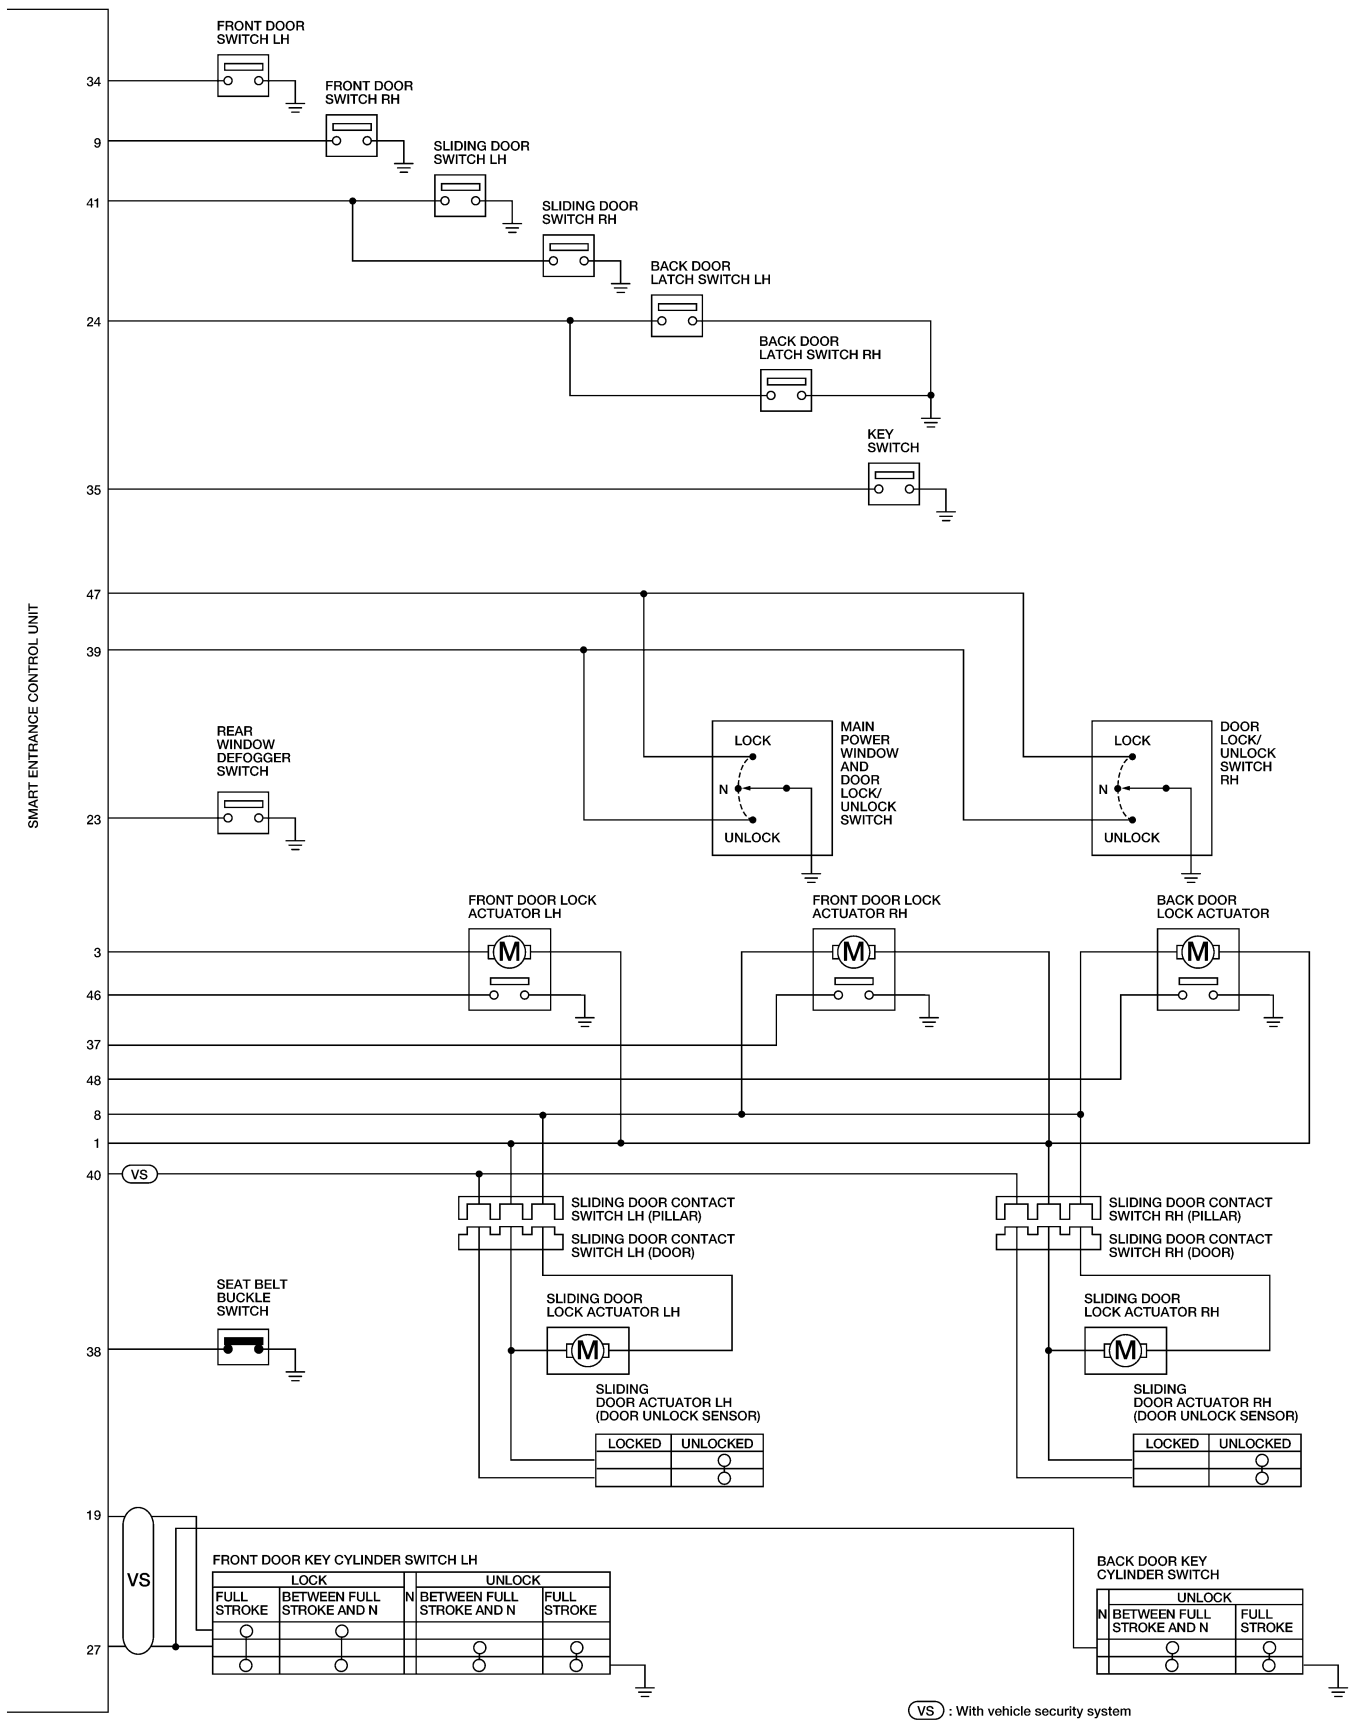 FRONT DOOR
SWITCH LH
34
FRONT DOOR
SWITCH RH
9
SLIDING DOOR
SWITCH LH
41
SLIDING DOOR
SWITCH RH
BACK DOOR
LATCH SWITCH LH
24
BACK DOOR
LATCH SWITCH RH
KEY
SWITCH
35
47
39
SMART ENTRANCE CONTROL UNIT
REAR
WINDOW
DEFOGGER
SWITCH
23
LOCK
N
UNLOCK
MAIN
POWER
WINDOW
AND
DOOR
LOCK/
UNLOCK
SWITCH
LOCK
N
UNLOCK
DOOR
LOCK/
UNLOCK
SWITCH
RH
FRONT DOOR LOCK
ACTUATOR LH
M
FRONT DOOR LOCK
ACTUATOR RH
M
BACK DOOR
LOCK ACTUATOR
M
3
46
37
48
8
1
40
VS
SLIDING DOOR CONTACT
SWITCH LH (PILLAR)
SLIDING DOOR CONTACT
SWITCH LH (DOOR)
SLIDING DOOR CONTACT
SWITCH RH (PILLAR)
SLIDING DOOR CONTACT
SWITCH RH (DOOR)
SEAT BELT
BUCKLE
SWITCH
38
SLIDING DOOR
LOCK ACTUATOR LH
M
SLIDING DOOR
LOCK ACTUATOR RH
M
SLIDING
DOOR ACTUATOR LH
(DOOR UNLOCK SENSOR)
LOCKED UNLOCKED
SLIDING
DOOR ACTUATOR RH
(DOOR UNLOCK SENSOR)
LOCKED UNLOCKED
19
VS
27
FRONT DOOR KEY CYLINDER SWITCH LH
LOCK N UNLOCK
FULL
STROKE
BETWEEN FULL
STROKE AND N
BETWEEN FULL
STROKE AND N
FULL
STROKE
BACK DOOR KEY
CYLINDER SWITCH
UNLOCK
N
BETWEEN FULL
STROKE AND N
FULL
STROKE
VS : With vehicle security system